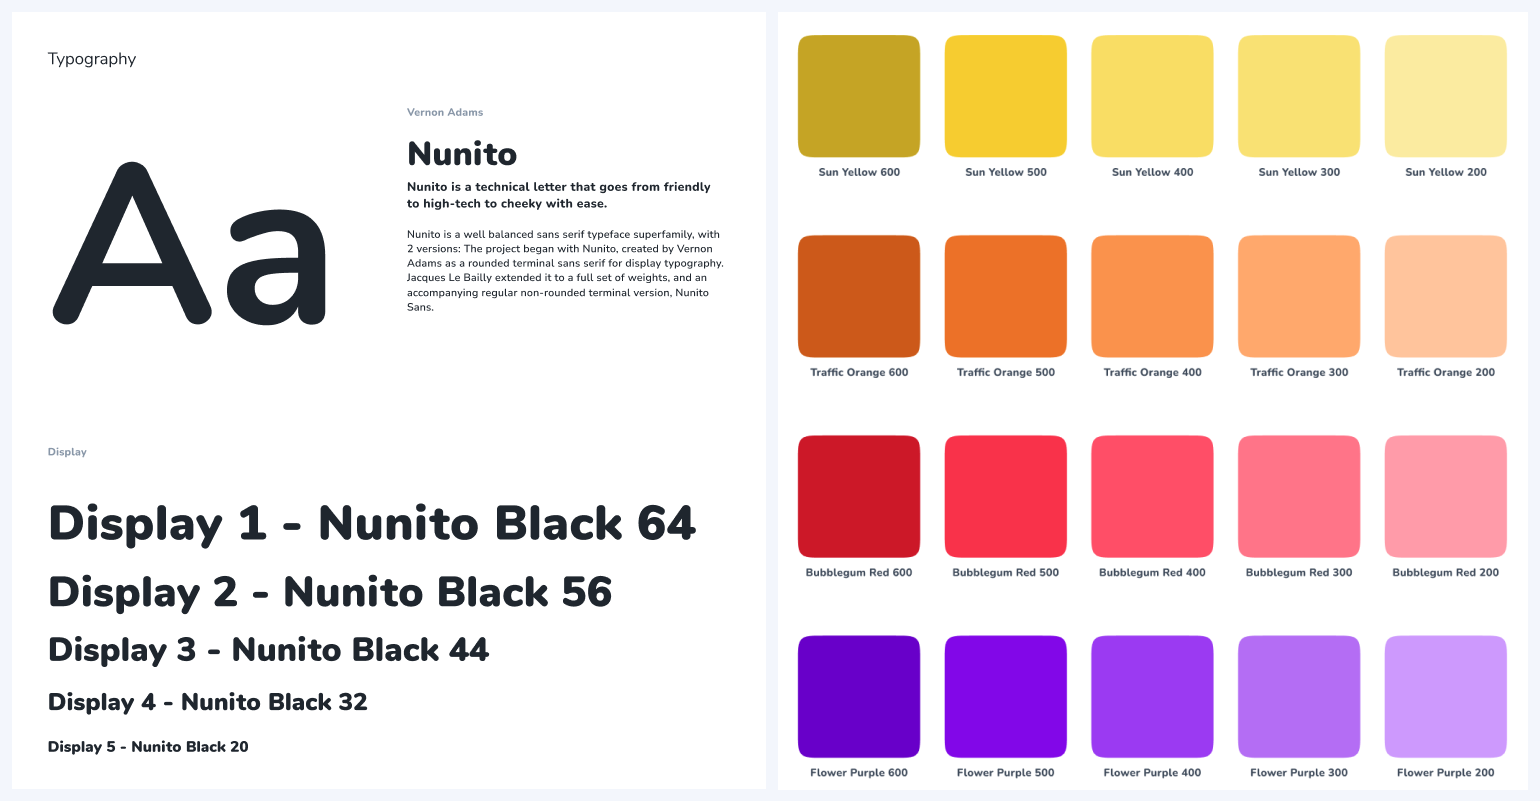 Typography
Vernon Adams
Aa
Nunito
Nunito is a technical letter that goes from friendly
to high-tech to cheeky with ease.
Nunito is a well balanced sans serif typeface superfamily, with
2 versions: The project began with Nunito, created by Vernon
Adams as a rounded terminal sans serif for display typography.
Jacques Le Bailly extended it to a full set of weights, and an
accompanying regular non-rounded terminal version, Nunito
Sans.
Display
Display 1 - Nunito Black 64
Display 2 - Nunito Black 56
Display 3 - Nunito Black 44
Display 4 - Nunito Black 32
Display 5 - Nunito Black 20
Sun Yellow 600
Sun Yellow 500
Sun Yellow 400
Sun Yellow 300
Sun Yellow 200
Traffic Orange 600
Traffic Orange 500
Traffic Orange 400
Traffic Orange 300
Traffic Orange 200
Bubblegum Red 600
Bubblegum Red 500
Bubblegum Red 400
Bubblegum Red 300
Bubblegum Red 200
Flower Purple 600
Flower Purple 500
Flower Purple 400
Flower Purple 300
Flower Purple 200